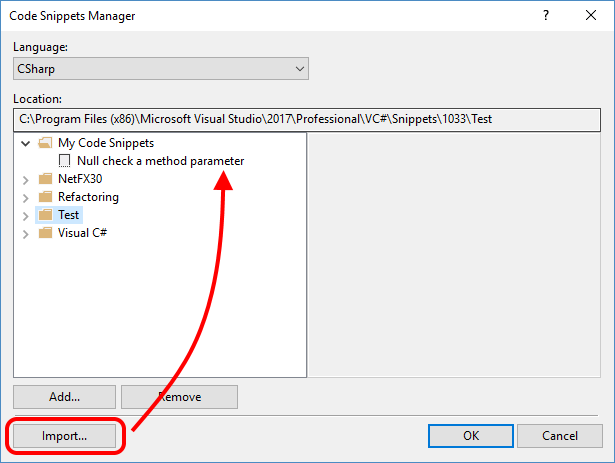 Code Snippets Manager
Language:
CSharp
Location:
C:\Program Files (x86)\Microsoft Visual Studio\2017\Professional\VC#\Snippets\1033\Test
My Code Snippets
Null check a method parameter
NetFX30
Refactoring
Test
Visual C#
Add... Remove
Import... OK Cancel